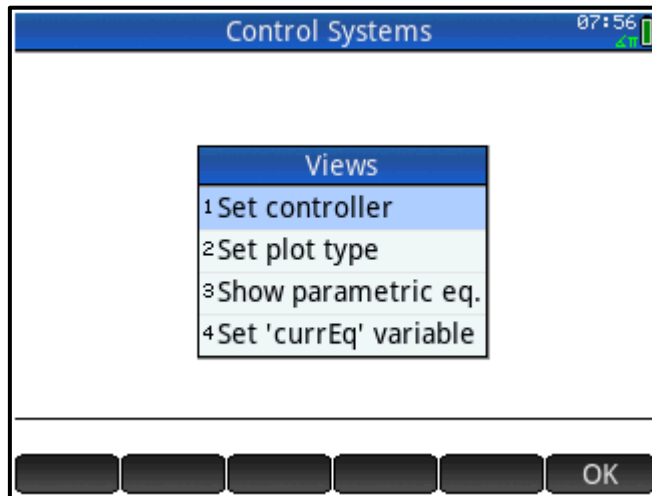 Control Systems 07:56
∡π
Views
1 Set controller
2 Set plot type
3 Show parametric eq.
4 Set 'currEq' variable
OK